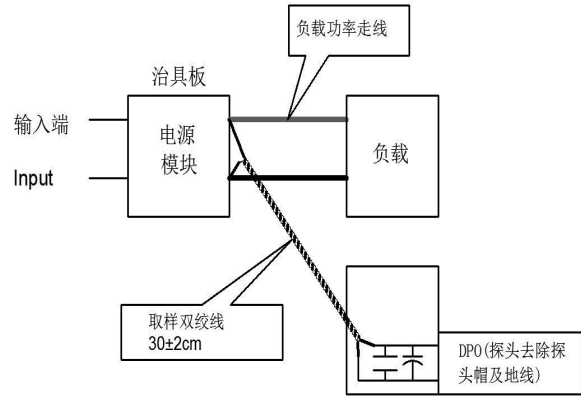 负载功率走线
治具板
输入端
电源
模块
负载
Input
取样双绞线
30±2cm
DPO(探头去除探
头帽及地线)